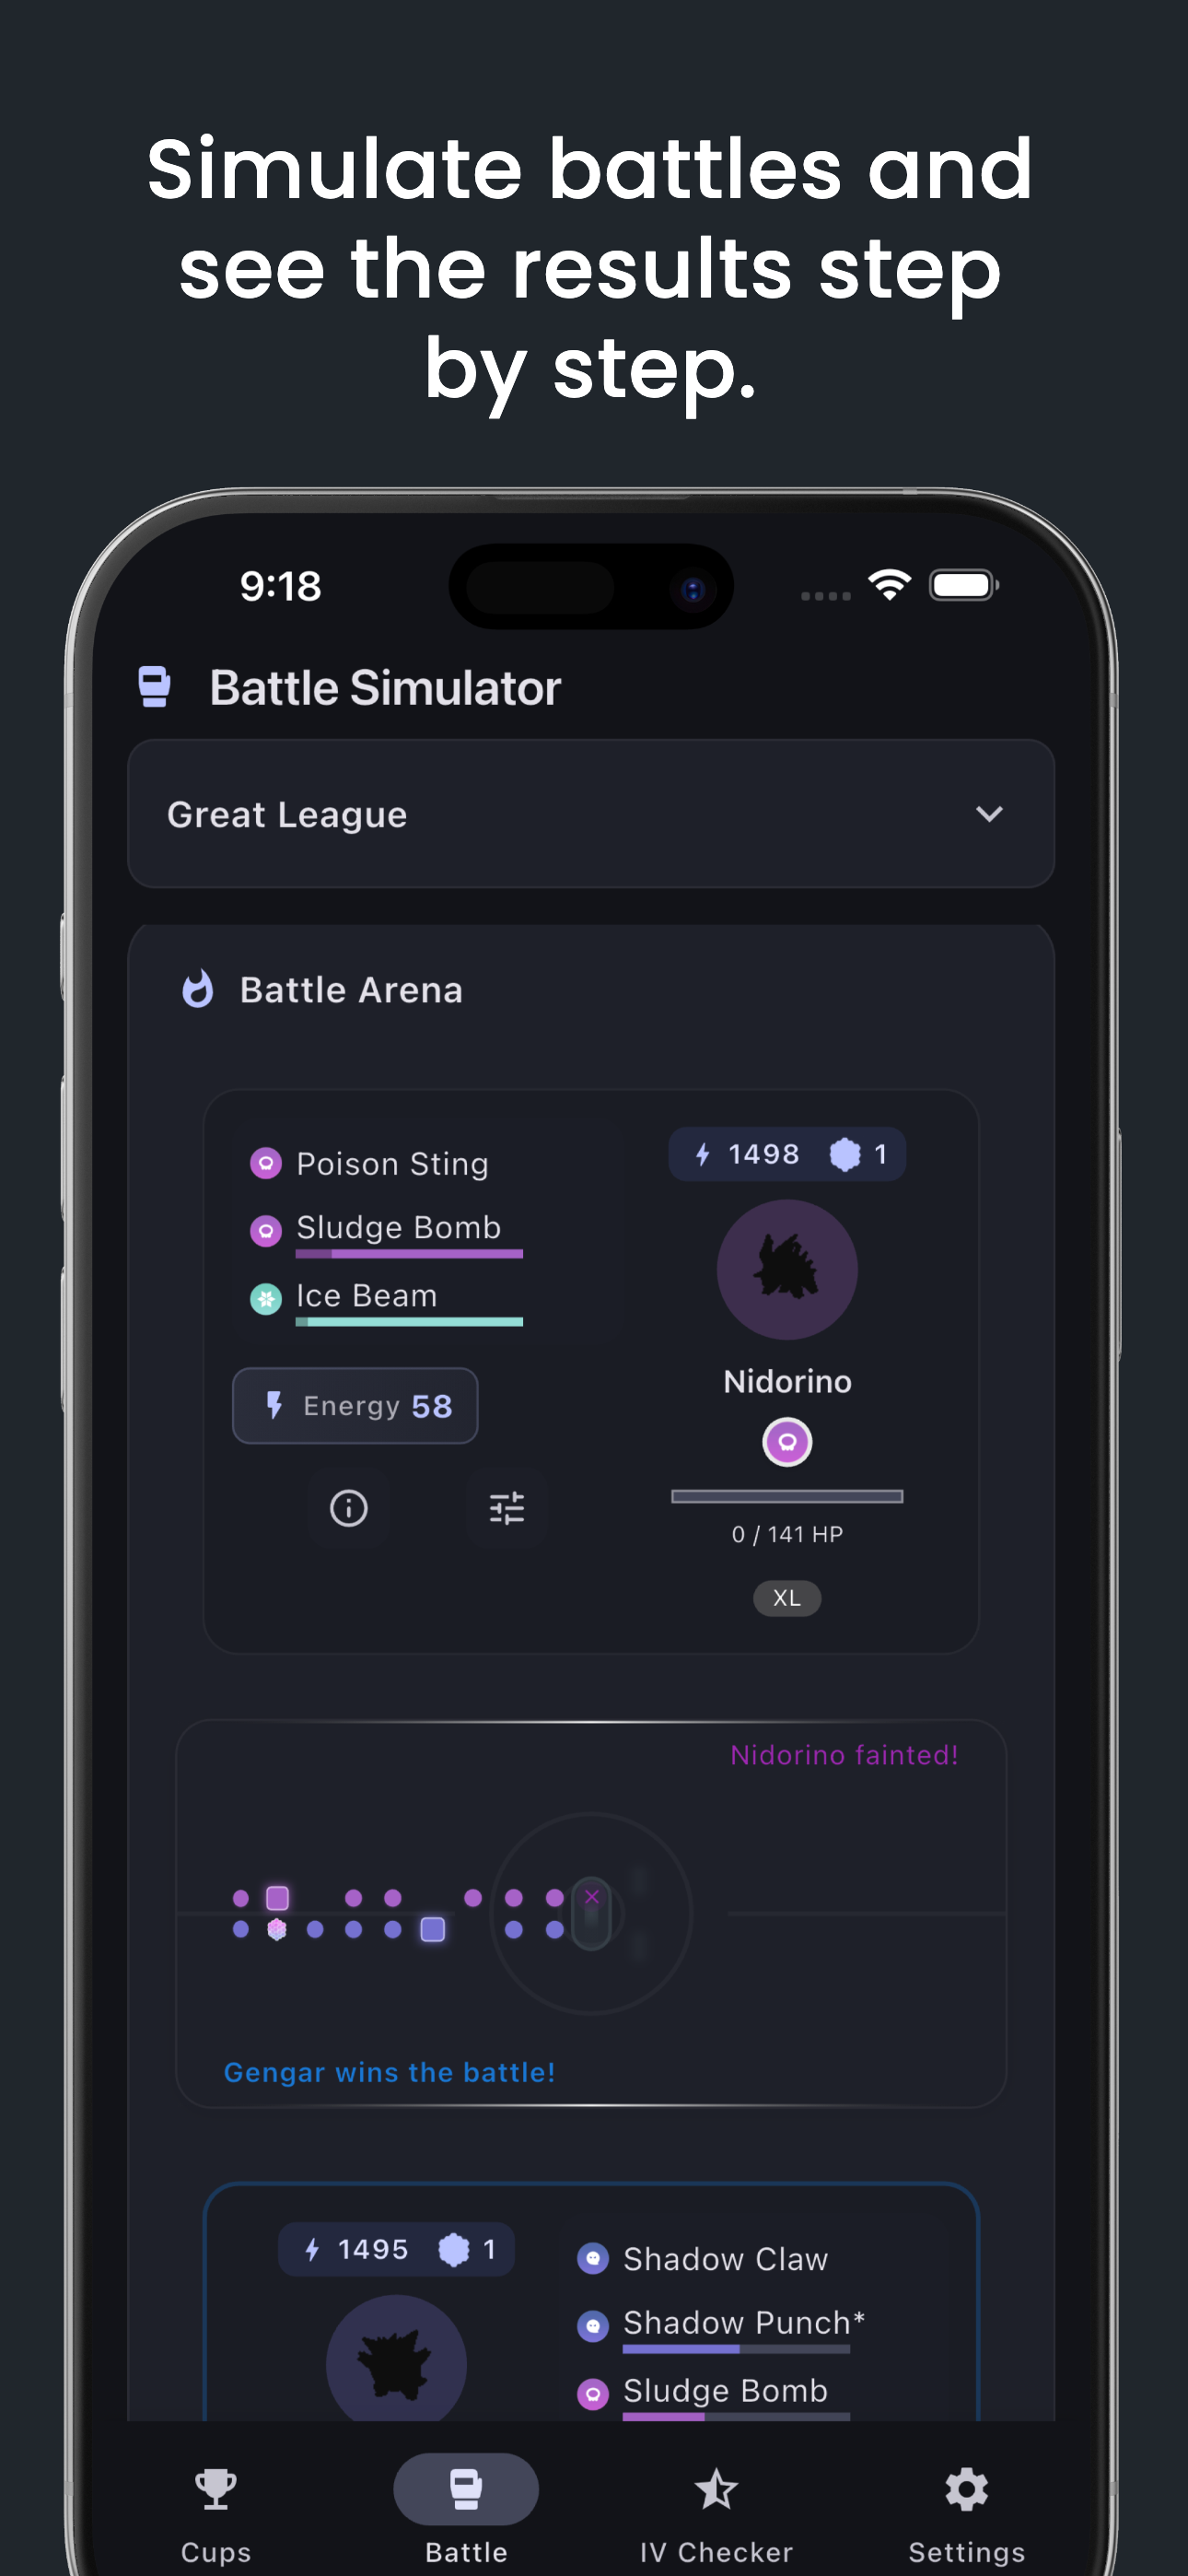 Simulate battles and
see the results step
by step.
9:18
Battle Simulator
Great League
Battle Arena
Poison Sting
1498 1
Sludge Bomb
Ice Beam
Nidorino
Energy 58
0 / 141 HP
XL
Nidorino fainted!
Gengar wins the battle!
1495 1
Shadow Claw
Shadow Punch*
Sludge Bomb
Cups Battle IV Checker Settings